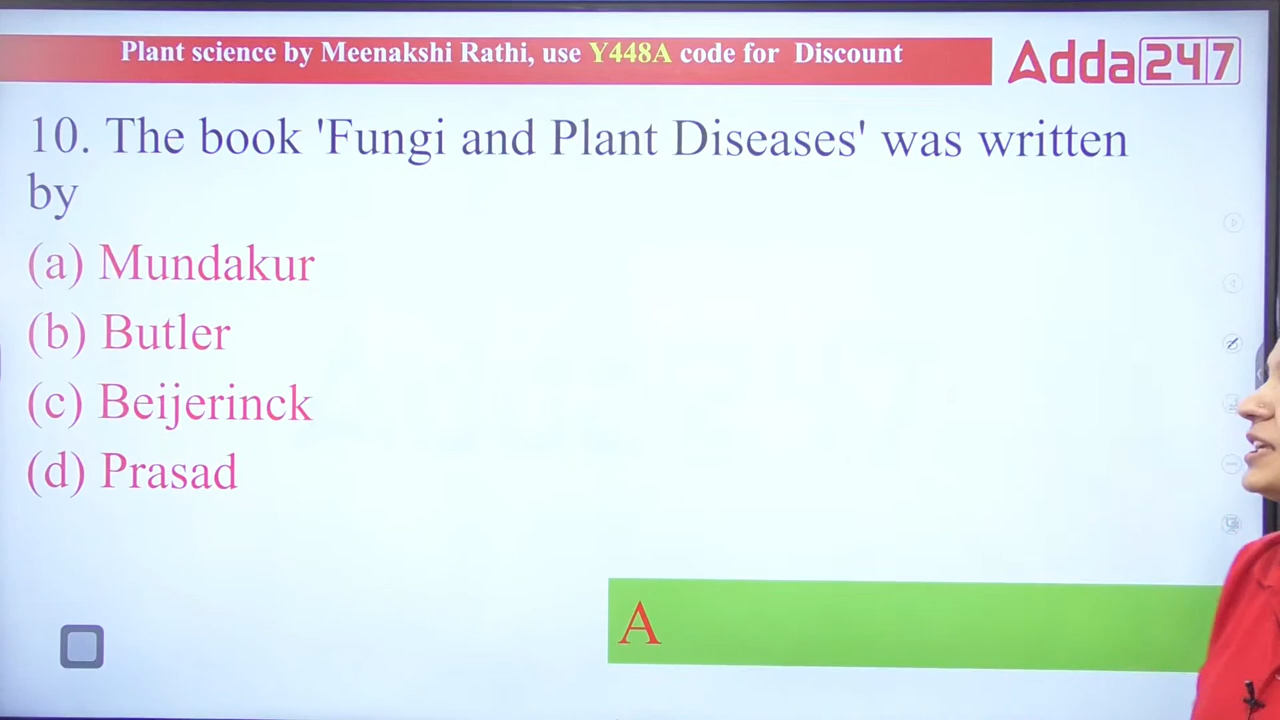 Plant science by Meenakshi Rathi, use Y448A code for Discount
Adda247
10. The book 'Fungi and Plant Diseases' was written
by
(a) Mundakur
(b) Butler
(c) Beijerinck
(d) Prasad
A